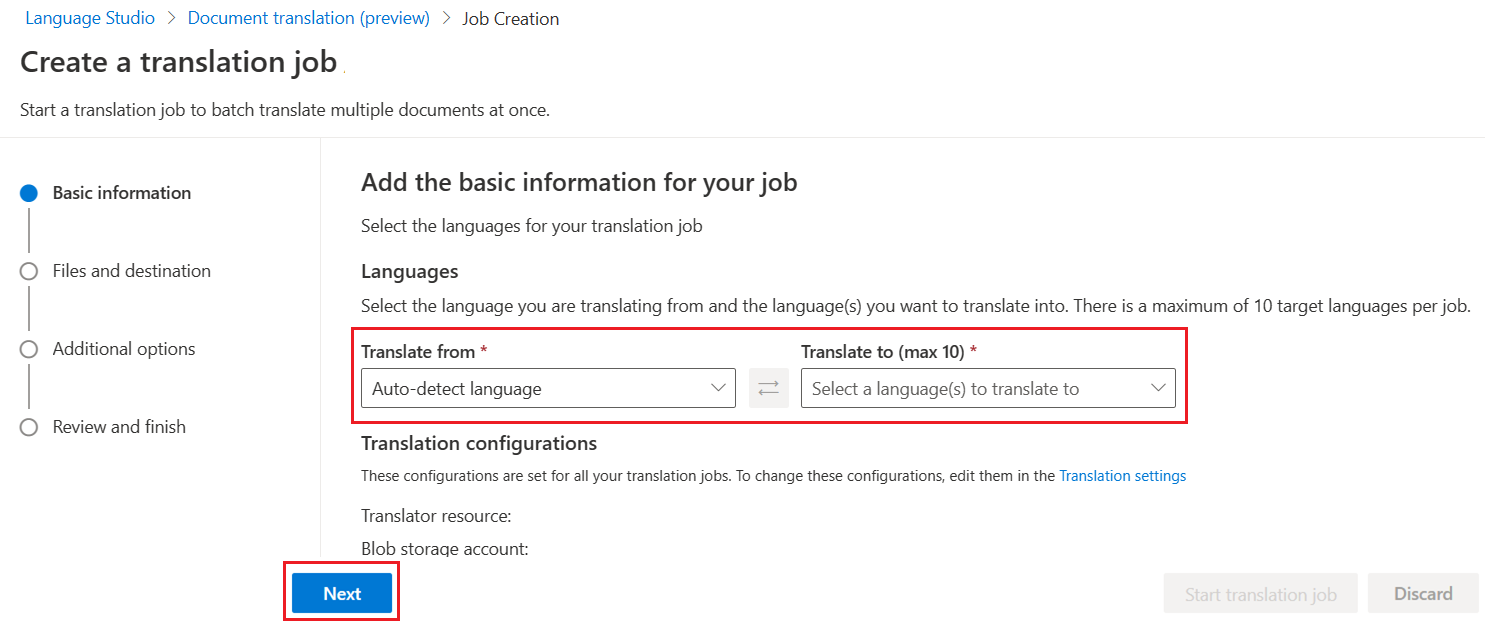 Language Studio > Document translation (preview) > Job Creation
Create a translation job
Start a translation job to batch translate multiple documents at once.
Basic information
Files and destination
Additional options
Review and finish
Add the basic information for your job
Select the languages for your translation job
Languages
Select the language you are translating from and the language(s) you want to translate into. There is a maximum of 10 target languages per job.
Translate from * Translate to (max 10) *
Auto-detect language Select a language(s) to translate to
Translation configurations
These configurations are set for all your translation jobs. To change these configurations, edit them in the Translation settings
Translator resource:
Blob storage account:
Next Start translation job Discard